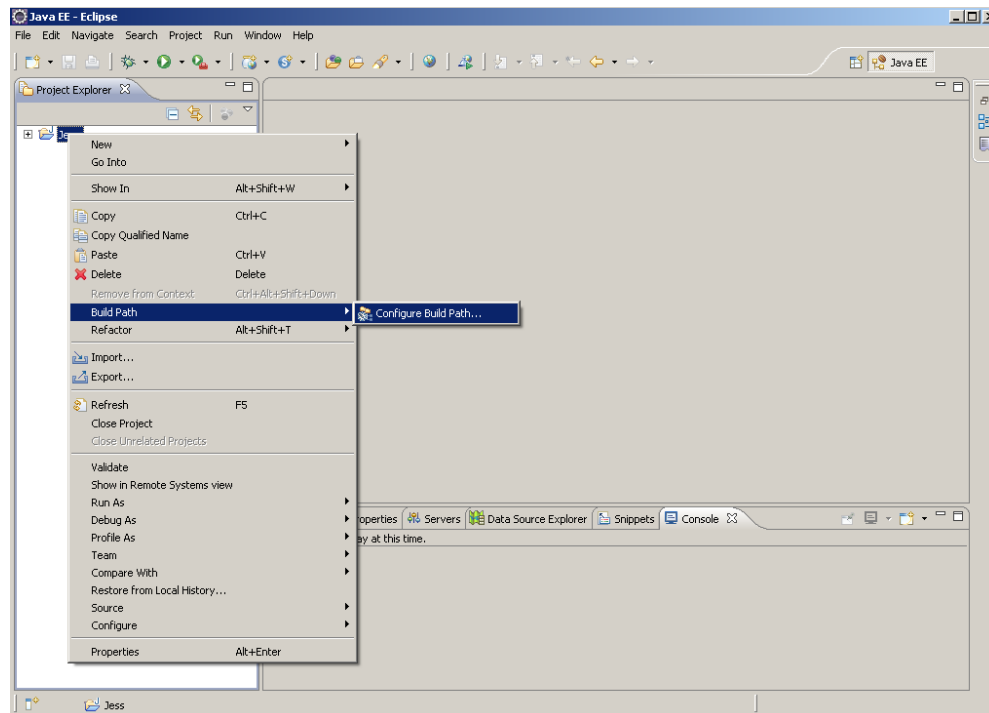 Java EE - Eclipse
File Edit Navigate Search Project Run Window Help
Java EE
Project Explorer
New
Go Into
Show In Alt+Shift+W
Copy Ctrl+C
Copy Qualified Name
Paste Ctrl+V
Delete Delete
Remove from Context Ctrl+Alt+Shift+Down
Build Path
Configure Build Path...
Refactor Alt+Shift+T
Import...
Export...
Refresh F5
Close Project
Close Unrelated Projects
Validate
Show in Remote Systems view
Run As
Debug As
Profile As
Team
Compare With
Restore from Local History...
Source
Configure
Properties Alt+Enter
operties Servers Data Source Explorer Snippets Console
ay at this time.
Jess